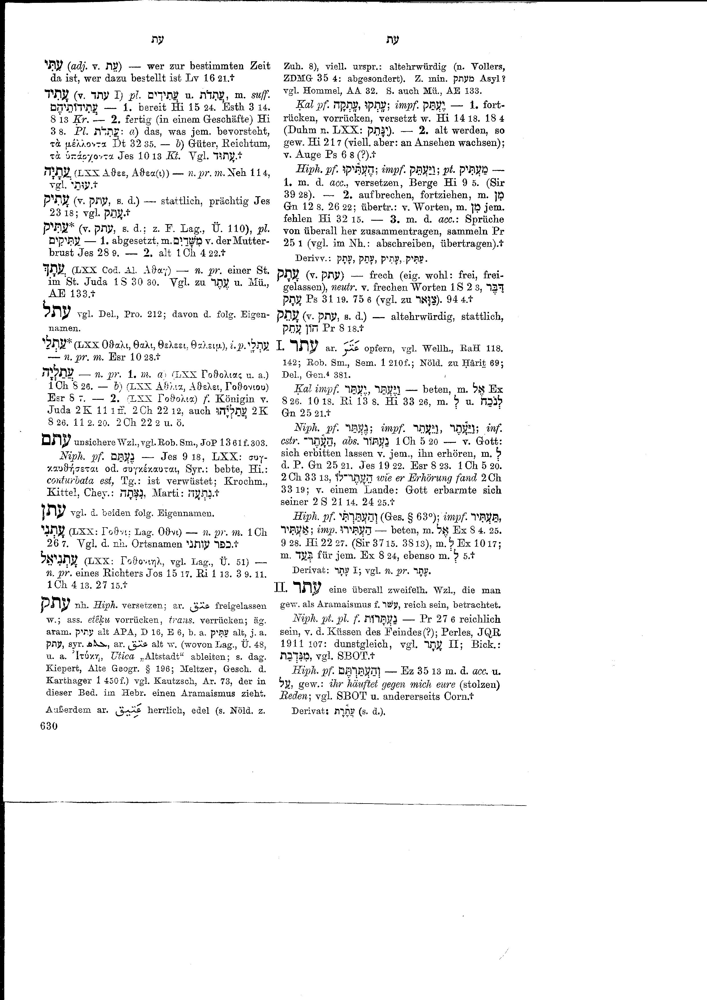 עת
עת
עִתִּי (adj. v. עֵת) — wer zur bestimmten Zeit
da ist, wer dazu bestellt ist Lv 16 21.†
עָתִיד (v. עתד I) pl. עֲתִידִים u. עֲתִדֹת, m. suff.
עֲתִידוֹתֵיהֶם — 1. bereit Hi 15 24. Esth 3 14.
8 13 Kr. — 2. fertig (in einem Geschäfte) Hi
3 8. Pl. עֲתִדֹת: a) das, was jem. bevorsteht,
τὰ μέλλοντα Dt 32 35. — b) Güter, Reichtum,
τὰ ὑπάρχοντα Jes 10 13 Kt. Vgl. עַתּוּד.†
עֲתָיָה (LXX Αθεε, Αθεα(ι)) — n. pr. m. Neh 11 4,
vgl. עוּתַי.†
עָתִיק (v. עתק, s. d.) — stattlich, prächtig Jes
23 18; vgl. עָתֵק.†
עַתִּיק* (v. עתק, s. d.; z. F. Lag., Ü. 110), pl.
עַתִּיקִים — 1. abgesetzt, m. מִשָּׁדַיִם v. der Mutter-
brust Jes 28 9. — 2. alt 1 Ch 4 22.†
עֲתָךְ (LXX Cod. Al. Αθαγ) — n. pr. einer St.
im St. Juda 1 S 30 30. Vgl. zu עֶתֶר u. Mü.,
AE 133.†
עתל vgl. Del., Pro. 212; davon d. folg. Eigen-
namen.
עַתְלַי* (LXX Οθαλι, Θαλι, Θελεει, Θαλειμ), i. p. עַתְלָי
— n. pr. m. Esr 10 28.†
עֲתַלְיָה — n. pr. 1. m. a) (LXX Γοθολιας u. a.)
1 Ch 8 26. — b) (LXX Αθλια, Αθελει, Γοθονιου)
Esr 8 7. — 2. (LXX Γοθολια) f. Königin v.
Juda 2 K 11 1 ff. 2 Ch 22 12, auch עֲתַלְיָהוּ 2 K
8 26. 11 2. 20. 2 Ch 22 2 u. ö.
עתם unsichere Wzl., vgl. Rob. Sm., JoP 13 61 f. 303.
Niph. pf. נֶעְתַּם — Jes 9 18, LXX: συγ-
καυθήσεται od. συγκέκαυται, Syr.: bebte, Hi.:
conturbata est, Tg.: ist verwüstet; Krochm.,
Kittel, Chey.: נִצְּתָה, Marti: נִתְעָה.†
עתן vgl. d. beiden folg. Eigennamen.
עָתְנִי (LXX: Γοθνι; Lag. Οθνι) — n. pr. m. 1 Ch
26 7. Vgl. d. nh. Ortsnamen כפר עותני.†
עָתְנִיאֵל (LXX: Γοθονιηλ, vgl. Lag., Ü. 51) —
n. pr. eines Richters Jos 15 17. Ri 1 13. 3 9. 11.
1 Ch 4 13. 27 15.†
עתק nh. Hiph. versetzen; ar. عتق freigelassen
w.; ass. etêḳu vorrücken, trans. verrücken; äg.
aram. עתיק alt APA, D 16, E 6, b. a. עַתִּיק alt, j. a.
עתק, syr. ܥܬܩ, ar. عتق alt w. (wovon Lag., Ü. 48,
u. a. Ἰτύκη, Utica „Altstadt“ ableiten; s. dag.
Kiepert, Alte Geogr. § 196; Meltzer, Gesch. d.
Karthager 1 450 f.) vgl. Kautzsch, Ar. 73, der in
dieser Bed. im Hebr. einen Aramaismus zieht.
Außerdem ar. عَتِيق herrlich, edel (s. Nöld. z.
630
Zuh. 8), viell. urspr.: altehrwürdig (n. Vollers,
ZDMG 35 4: abgesondert). Z. min. מעתק Asyl?
vgl. Hommel, AA 32. S. auch Mü., AE 133.
Kal pf. עָֽתְקָה, עָֽתְקוּ; impf. יֶעְתַּק — 1. fort-
rücken, vorrücken, versetzt w. Hi 14 18. 18 4
(Duhm n. LXX: יִנָּתֵק). — 2. alt werden, so
gew. Hi 21 7 (viell. aber: an Ansehen wachsen);
v. Auge Ps 6 8 (?).†
Hiph. pf. הֶעְתִּיקוּ; impf. וַיַּעְתֵּק; pt. מַעְתִּיק —
1. m. d. acc., versetzen, Berge Hi 9 5. (Sir
39 28). — 2. aufbrechen, fortziehen, m. מִן
Gn 12 8. 26 22; übertr.: v. Worten, m. מִן jem.
fehlen Hi 32 15. — 3. m. d. acc.: Sprüche
von überall her zusammentragen, sammeln Pr
25 1 (vgl. im Nh.: abschreiben, übertragen).†
Derivv.: עָתָק, עָתֵק, עָתִיק, עַתִּיק.
עָתָק (v. עתק) — frech (eig. wohl: frei, frei-
gelassen), neutr. v. frechen Worten 1 S 2 3, דִּבֶּר
עָתָק Ps 31 19. 75 6 (vgl. zu צַוָּאר). 94 4.†
עָתֵק (v. עתק, s. d.) — altehrwürdig, stattlich,
הוֹן עָתֵק Pr 8 18.†
I. עתר ar. عَتَرَ opfern, vgl. Wellh., RaH 118.
142; Rob. Sm., Sem. 1 210 f.; Nöld. zu Ḥâriṯ 69;
Del., Gen.⁴ 381.
Kal impf. יֶעְתַּר, וַיֶּעְתַּר — beten, m. אֶל Ex
8 26. 10 18. Ri 13 8. Hi 33 26, m. לְ u. לְנֹכַח
Gn 25 21.†
Niph. pf. נֶעְתַּר; impf. וַיֵּעָתֵר, וַיֵּעָתֶר; inf.
cstr. הֵעָתֶר־, abs. נַעְתּוֹר 1 Ch 5 20 — v. Gott:
sich erbitten lassen v. jem., ihn erhören, m. לְ
d. P. Gn 25 21. Jes 19 22. Esr 8 23. 1 Ch 5 20.
2 Ch 33 13, הֵעָתֶר־לוֹ wie er Erhörung fand 2 Ch
33 19; v. einem Lande: Gott erbarmte sich
seiner 2 S 21 14. 24 25.†
Hiph. pf. וְהַעְתַּרְתִּי (Ges. § 63o); impf. תַּעְתִּיר,
אַעְתִּיר; imp. הַעְתִּירוּ — beten, m. אֶל Ex 8 4. 25.
9 28. Hi 22 27. (Sir 37 15. 38 13), m. לְ Ex 10 17;
m. בְּעַד für jem. Ex 8 24, ebenso m. לְ 5.†
Derivat: עָתָר I; vgl. n. pr. עֶתֶר.
II. עתר eine überall zweifelh. Wzl., die man
gew. als Aramaismus f. עשׁר, reich sein, betrachtet.
Niph. pt. pl. f. נַעְתָּרוֹת — Pr 27 6 reichlich
sein, v. d. Küssen des Feindes(?); Perles, JQR
1911 107: dunstgleich, vgl. עָתָר II; Bick.:
מִנִּדְבַת, vgl. SBOT.†
Hiph. pf. וְהַעְתַּרְתֶּם — Ez 35 13 m. d. acc. u.
עַל, gew.: ihr häuftet gegen mich eure (stolzen)
Reden; vgl. SBOT u. andererseits Corn.†
Derivat: עֲתֶרֶת (s. d.).